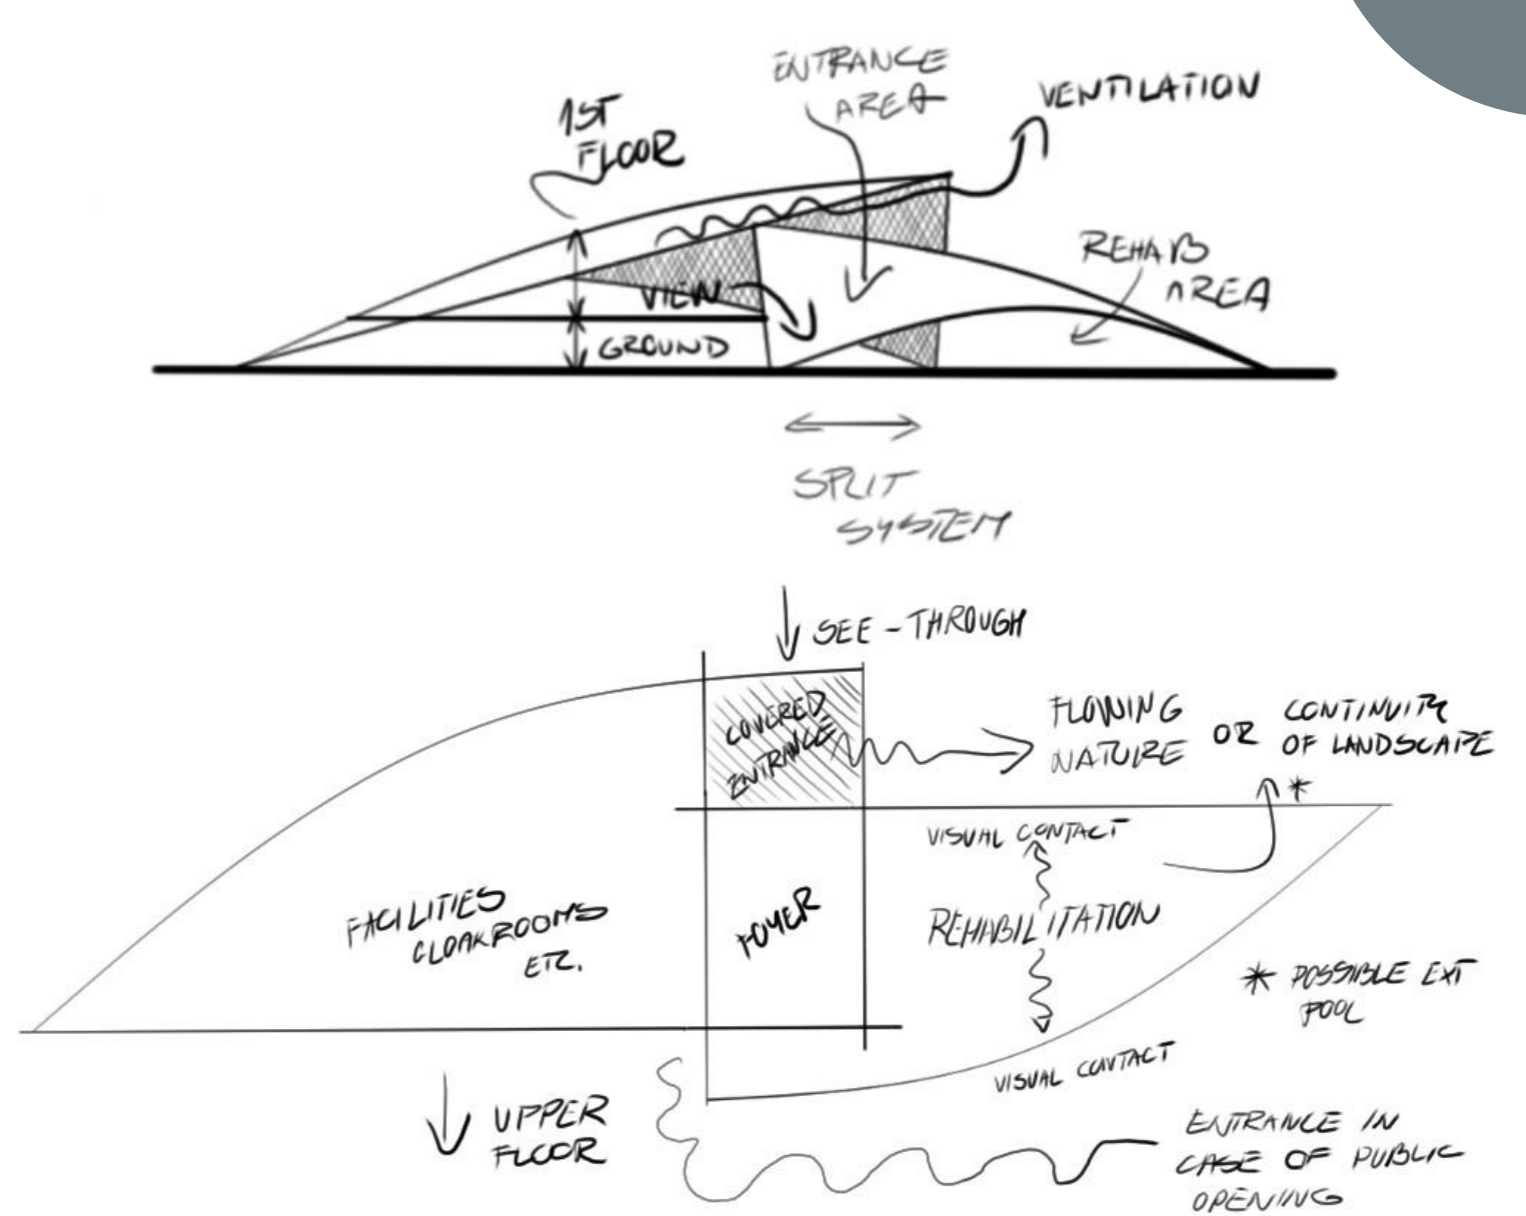 ENTRANCE
AREA
VENTILATION
1ST
FLOOR
REHAB
AREA
VIEW
GROUND
SPLIT
SYSTEM
SEE-THROUGH
COVERED
ENTRANCE
FLOWING
NATURE
OR
CONTINUITY
OF LANDSCAPE
*
VISUAL CONTACT
FACILITIES
CLOAKROOMS
ETC.
FOYER
REHABILITATION
* POSSIBLE EXT
POOL
VISUAL CONTACT
UPPER
FLOOR
ENTRANCE IN
CASE OF PUBLIC
OPENING